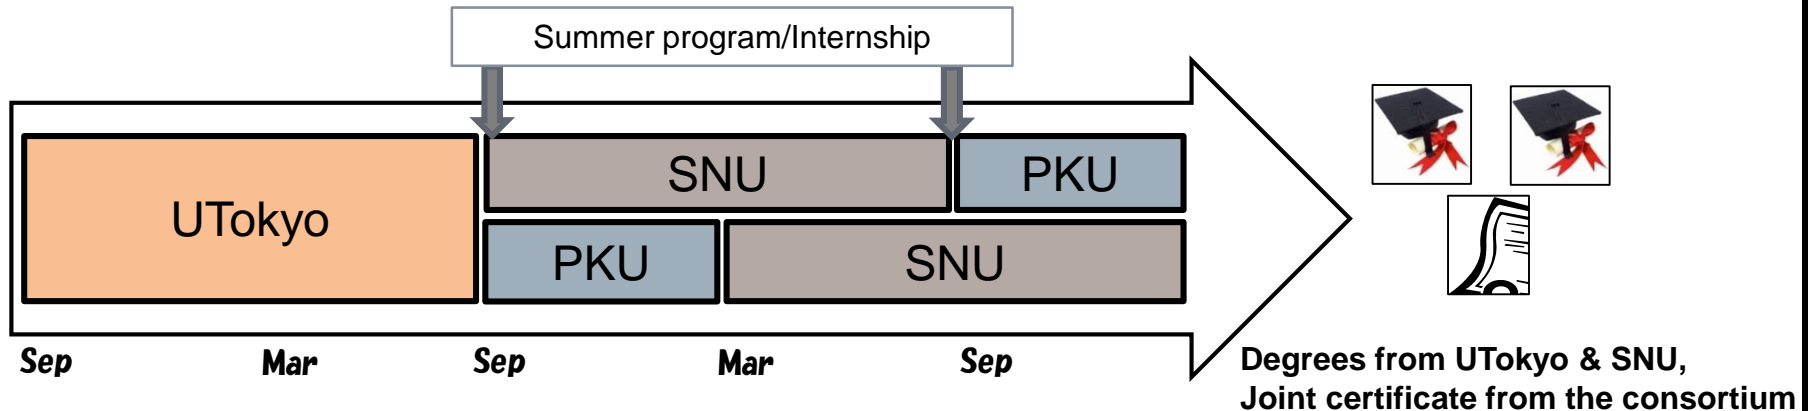 Summer program/Internship
UTokyo
SNU
PKU
PKU
SNU
Sep
Mar
Sep
Mar
Sep
Degrees from UTokyo & SNU,
Joint certificate from the consortium